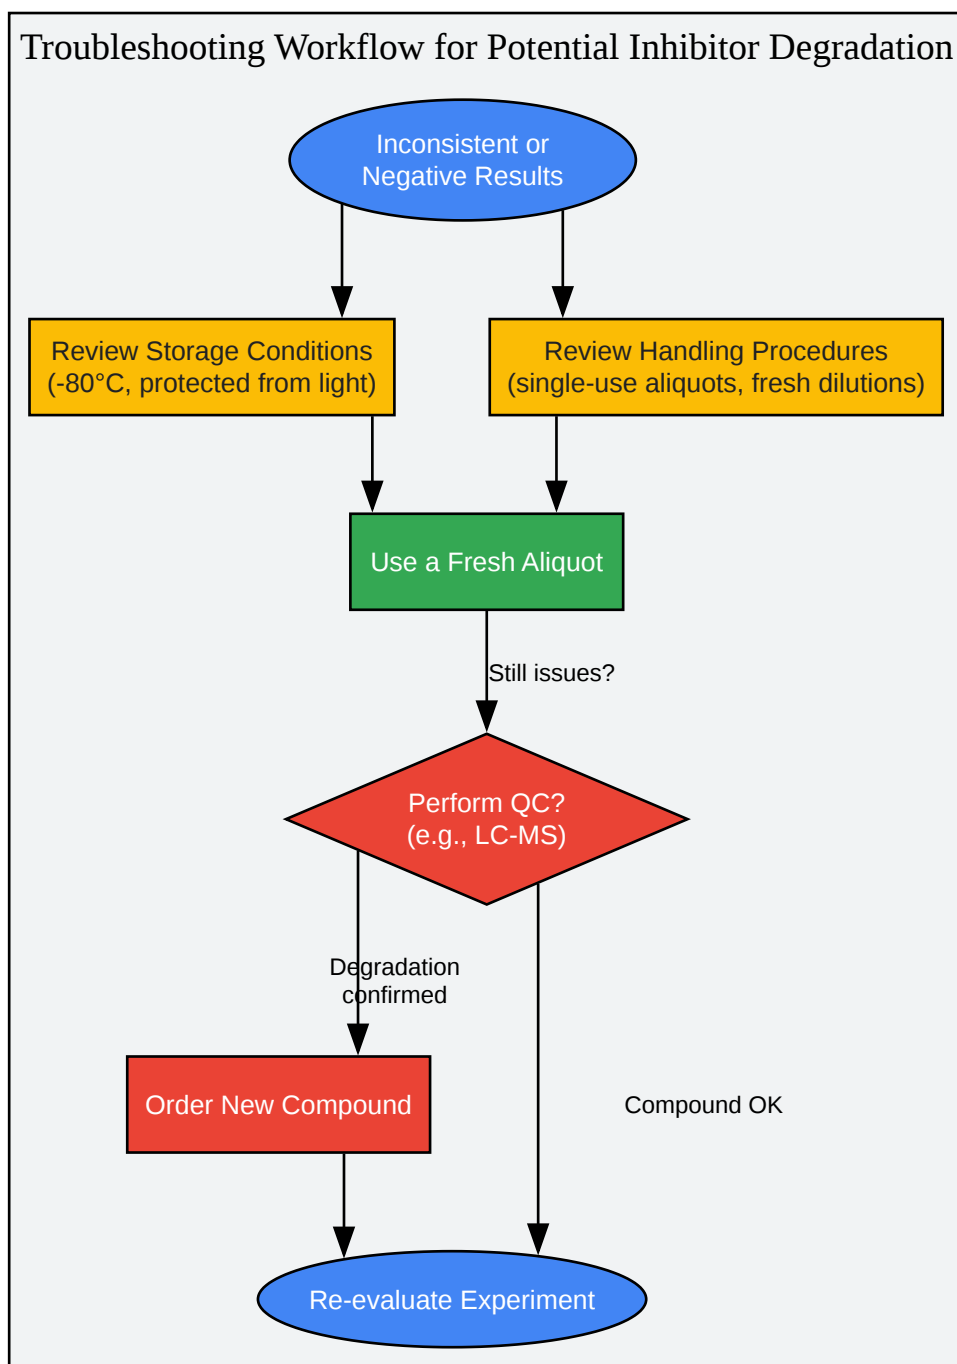 Troubleshooting Workflow for Potential Inhibitor Degradation
Inconsistent or
Negative Results
Review Storage Conditions
(-80°C, protected from light)
Review Handling Procedures
(single-use aliquots, fresh dilutions)
Use a Fresh Aliquot
Still issues?
Perform QC?
(e.g., LC-MS)
Degradation
confirmed
Order New Compound
Compound OK
Re-evaluate Experiment